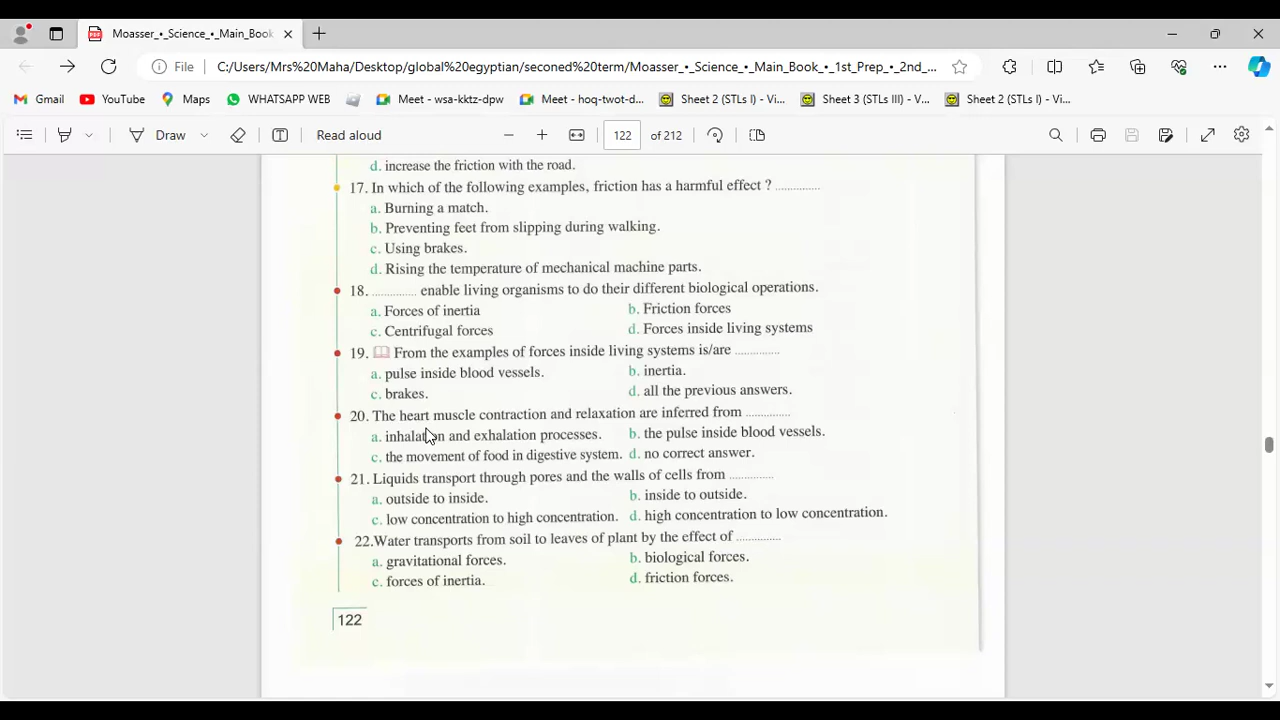 Moasser_•_Science_•_Main_Book
File C:/Users/Mrs%20Maha/Desktop/global%20egyptian/seconed%20term/Moasser_•_Science_•_Main_Book_•_1st_Prep_•_2nd_...
Gmail YouTube Maps WHATSAPP WEB Meet - wsa-kktz-dpw Meet - hoq-twot-d... Sheet 2 (STLs I) - Vi... Sheet 3 (STLs III) - V... Sheet 2 (STLs I) - Vi...
Draw Read aloud 122 of 212
d. increase the friction with the road.
17. In which of the following examples, friction has a harmful effect ? ..............
a. Burning a match.
b. Preventing feet from slipping during walking.
c. Using brakes.
d. Rising the temperature of mechanical machine parts.
18. .............. enable living organisms to do their different biological operations.
a. Forces of inertia b. Friction forces
c. Centrifugal forces d. Forces inside living systems
19. From the examples of forces inside living systems is/are ..............
a. pulse inside blood vessels. b. inertia.
c. brakes. d. all the previous answers.
20. The heart muscle contraction and relaxation are inferred from ..............
a. inhalation and exhalation processes. b. the pulse inside blood vessels.
c. the movement of food in digestive system. d. no correct answer.
21. Liquids transport through pores and the walls of cells from ..............
a. outside to inside. b. inside to outside.
c. low concentration to high concentration. d. high concentration to low concentration.
22.Water transports from soil to leaves of plant by the effect of ..............
a. gravitational forces. b. biological forces.
c. forces of inertia. d. friction forces.
122